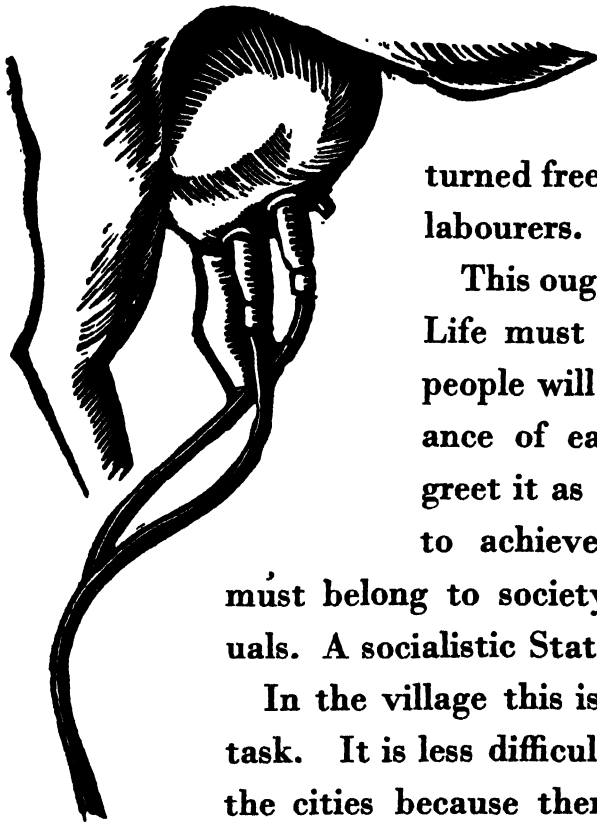 turned free
labourers.
This oug
Life must
people will
ance of ea
greet it as
to achieve
must belong to society
uals. A socialistic Stat
In the village this is
task. It is less difficul
the cities because ther